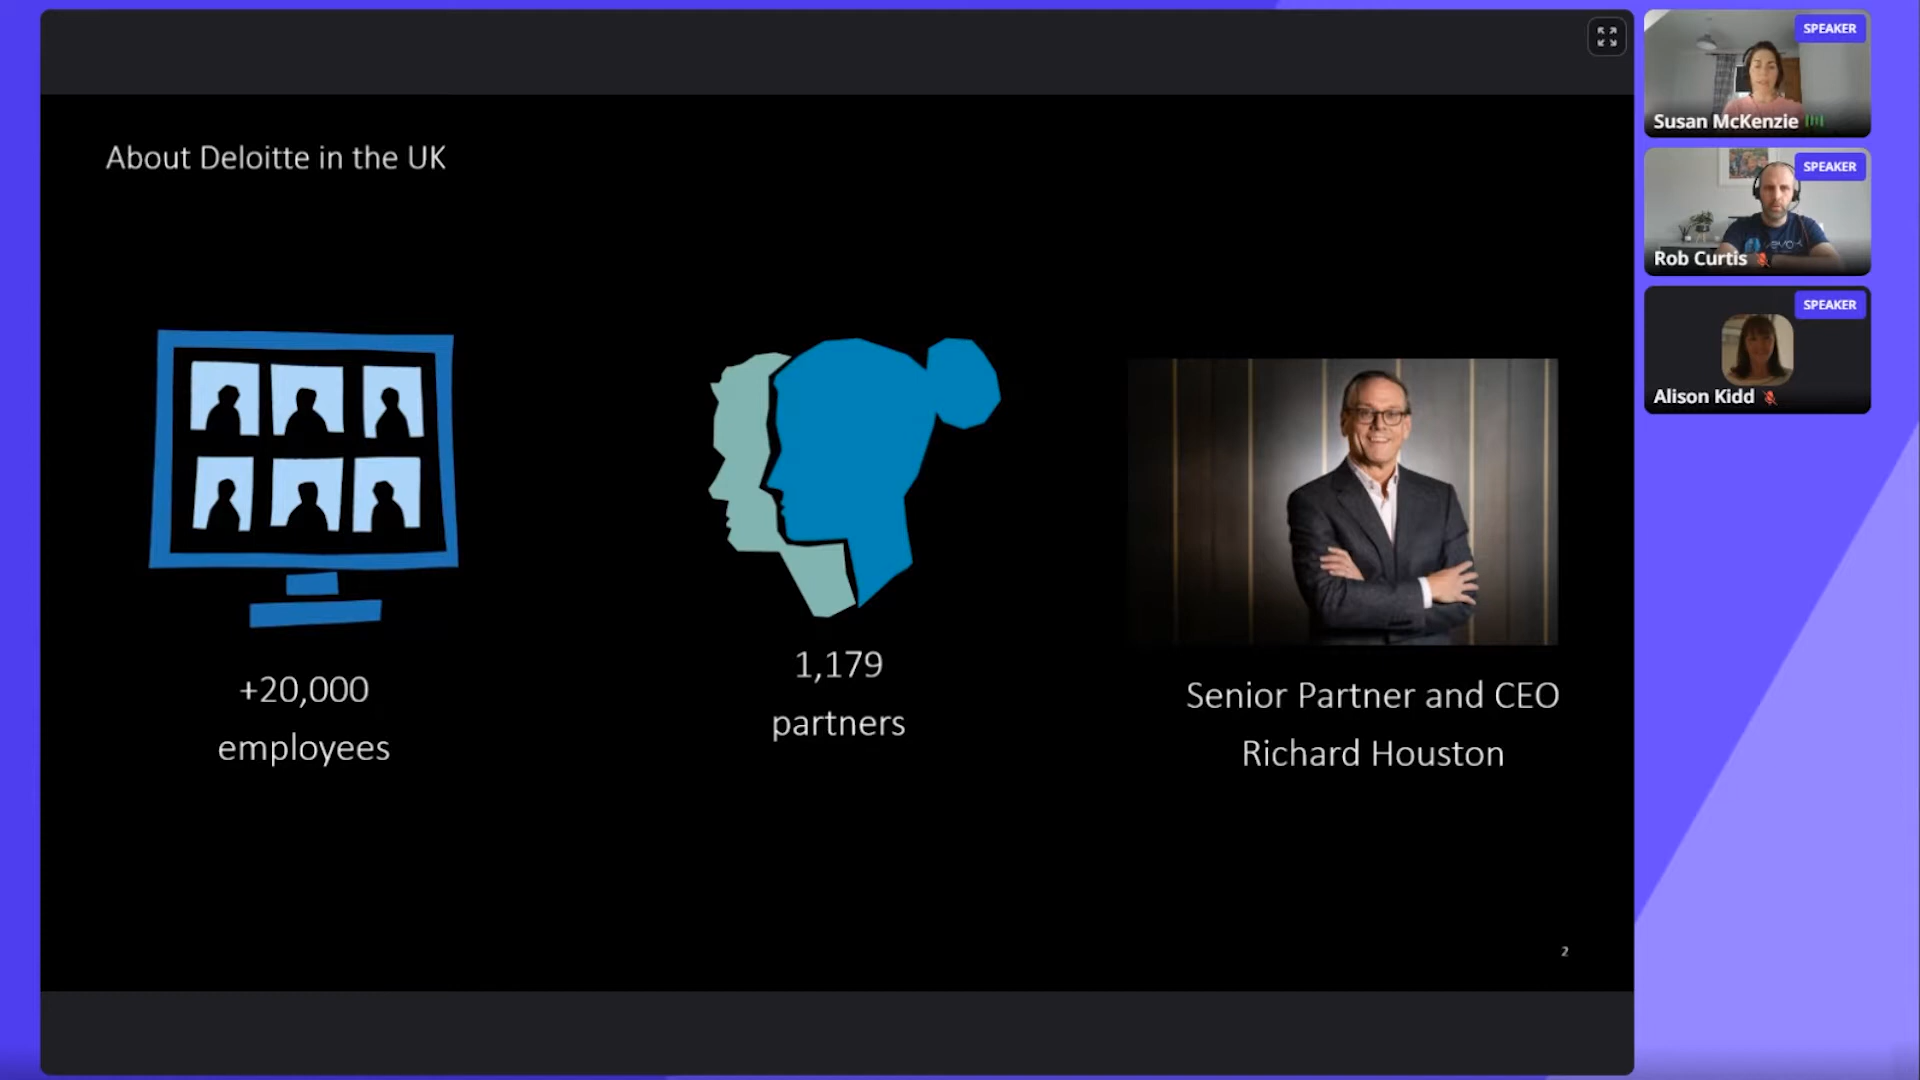 About Deloitte in the UK
+20,000
employees
1,179
partners
Senior Partner and CEO
Richard Houston
2
SPEAKER
Susan McKenzie
SPEAKER
Rob Curtis
SPEAKER
Alison Kidd